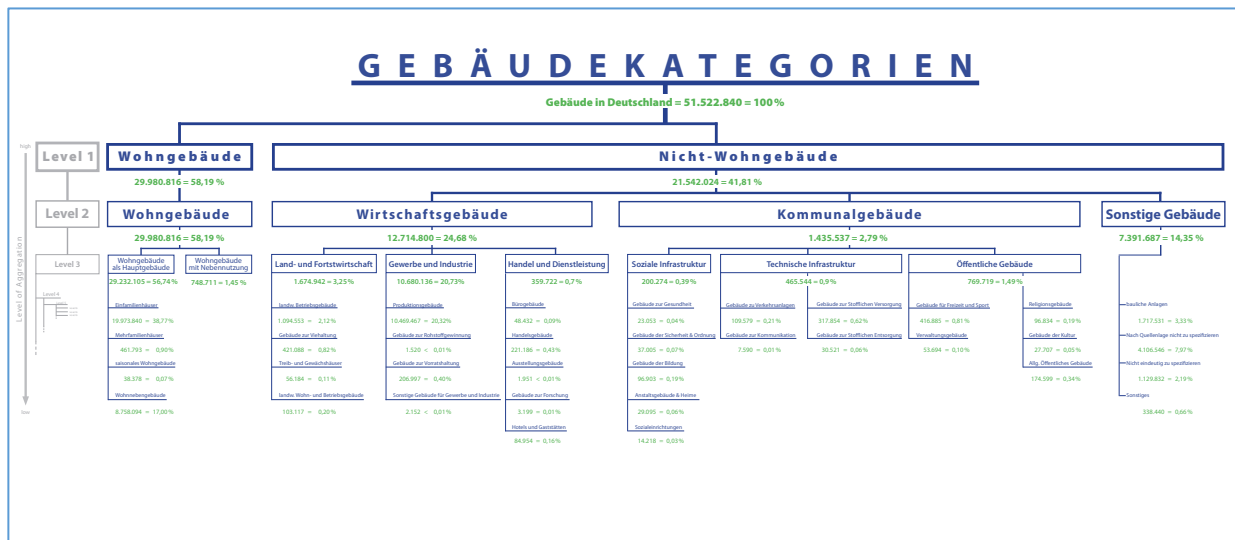 GEBÄUDEKATEGORIEN
Gebäude in Deutschland = 51.522.840 = 100 %
high
Level 1
Wohngebäude
Nicht-Wohngebäude
29.980.816 = 58,19 %
21.542.024 = 41,81 %
Level 2
Wohngebäude
Wirtschaftsgebäude
Kommunalgebäude
Sonstige Gebäude
29.980.816 = 58,19 %
12.714.800 = 24,68 %
1.435.537 = 2,79 %
7.391.687 = 14,35 %
Level of Aggregation
Level 3
Level 4
low
Wohngebäude
als Hauptgebäude
29.232.105 = 56,74 %
Einfamilienhäuser
19.973.840 = 38,77%
Mehrfamilienhäuser
461.793 = 0,90%
saisonales Wohngebäude
38.378 = 0,07 %
Wohnnebengebäude
8.758.094 = 17,00%
Wohngebäude
mit Nebennutzung
748.711 = 1,45 %
Land- und Fortstwirtschaft
1.674.942 = 3,25%
landw. Betriebsgebäude
1.094.553 = 2,12%
Gebäude zur Viehaltung
421.088 = 0,82%
Treib- und Gewächshäuser
56.184 = 0,11%
landw. Wohn- und Betriebsgebäude
103.117 = 0,20%
Gewerbe und Industrie
10.680.136 = 20,73%
Produktionsgebäude
10.469.467 = 20,32%
Gebäude zur Rohstoffgewinnung
1.520 < 0,01%
Gebäude zur Vorratshaltung
206.997 = 0,40%
Sonstige Gebäude für Gewerbe und Industrie
2.152 < 0,01%
Handel und Dienstleistung
359.722 = 0,7 %
Bürogebäude
48.432 = 0,09%
Handelsgebäude
221.186 = 0,43%
Ausstellungsgebäude
1.951 < 0,01%
Gebäude zur Forschung
3.199 = 0,01%
Hotels und Gaststätten
84.954 = 0,16%
Soziale Infrastruktur
200.274 = 0,39 %
Gebäude zur Gesundheit
23.053 = 0,04%
Gebäude der Sicherheit & Ordnung
37.005 = 0,07%
Gebäude der Bildung
96.903 = 0,19%
Anstaltsgebäude & Heime
29.095 = 0,06%
Sozialeinrichtungen
14.218 = 0,03%
Technische Infrastruktur
465.544 = 0,9 %
Gebäude zu Verkehranlagen
109.579 = 0,21%
Gebäude zur Kommunikation
7.590 = 0,01%
Gebäude zur Stofflichen Versorgung
317.854 = 0,62%
Gebäude zur Stofflichen Entsorgung
30.521 = 0,06%
Öffentliche Gebäude
769.719 = 1,49 %
Gebäude für Freizeit und Sport
416.885 = 0,81%
Verwaltungsgebäude
53.694 = 0,10%
Religionsgebäude
96.834 = 0,19%
Gebäude der Kultur
27.707 = 0,05%
Allg. Öffentliches Gebäude
174.599 = 0,34%
bauliche Anlagen
1.717.531 = 3,33%
Nach Quellenlage nicht zu spezifizieren
4.106.546 = 7,97%
Nicht eindeutig zu spezifizieren
1.129.832 = 2,19%
Sonstiges
338.440 = 0,66%